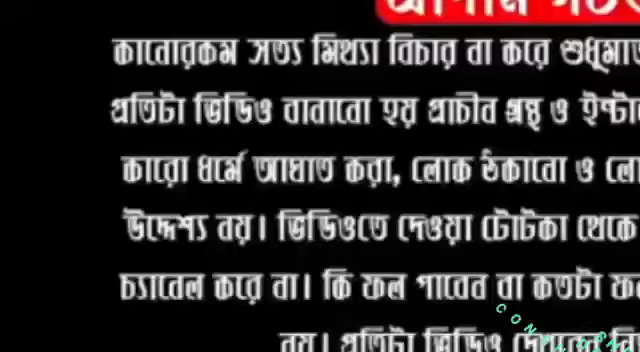 কোনোরকম সত্য মিথ্যা বিচার না করে শুধুমাত
প্রতিটা ভিডিও বানানো হয় প্রাচীন গ্রন্থ ও
কারো ধর্মে আঘাত করা, লোক ঠকানো ও
উদ্দেশ্য নয়। ভিডিওতে দেওয়া টোটকা থেকে
চ্যানেল করে না। কি ফল পাবেন বা কতটা
নয়। প্রতিটা ভিডিও